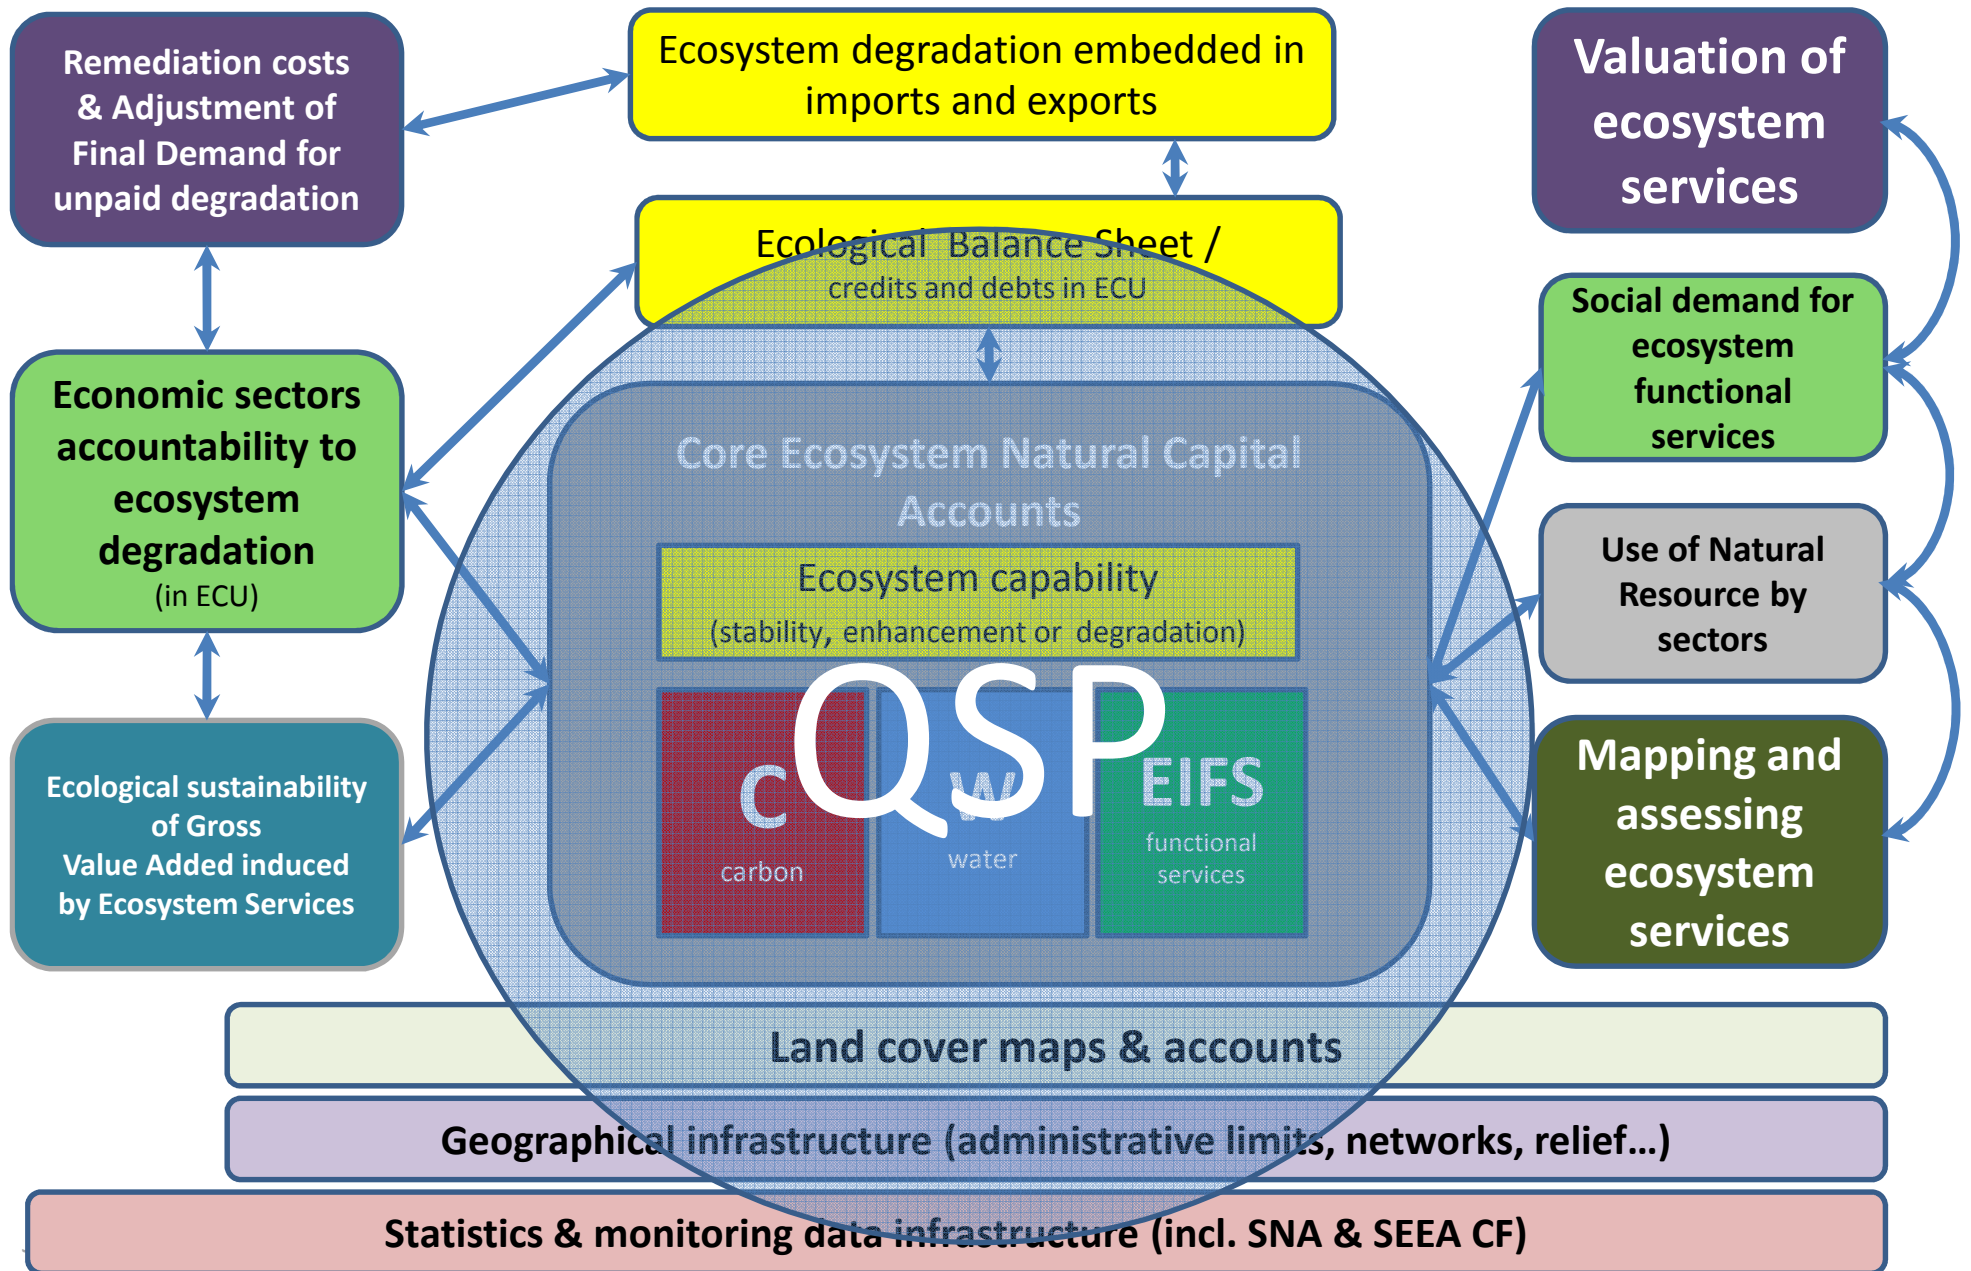 Remediation costs
& Adjustment of
Final Demand for
unpaid degradation
Ecosystem degradation embedded in
imports and exports
Valuation of
ecosystem
services
Ecological Balance Sheet /
credits and debts in ECU
Social demand for
ecosystem
functional
services
Economic sectors
accountability to
ecosystem
degradation
(in ECU)
Core Ecosystem Natural Capital
Accounts
Ecosystem capability
(stability, enhancement or degradation)
Use of Natural
Resource by
sectors
QSP
C
carbon
W
water
EIFS
functional
services
Ecological sustainability
of Gross
Value Added induced
by Ecosystem Services
Mapping and
assessing
ecosystem
services
Land cover maps & accounts
Geographical infrastructure (administrative limits, networks, relief…)
Statistics & monitoring data infrastructure (incl. SNA & SEEA CF)